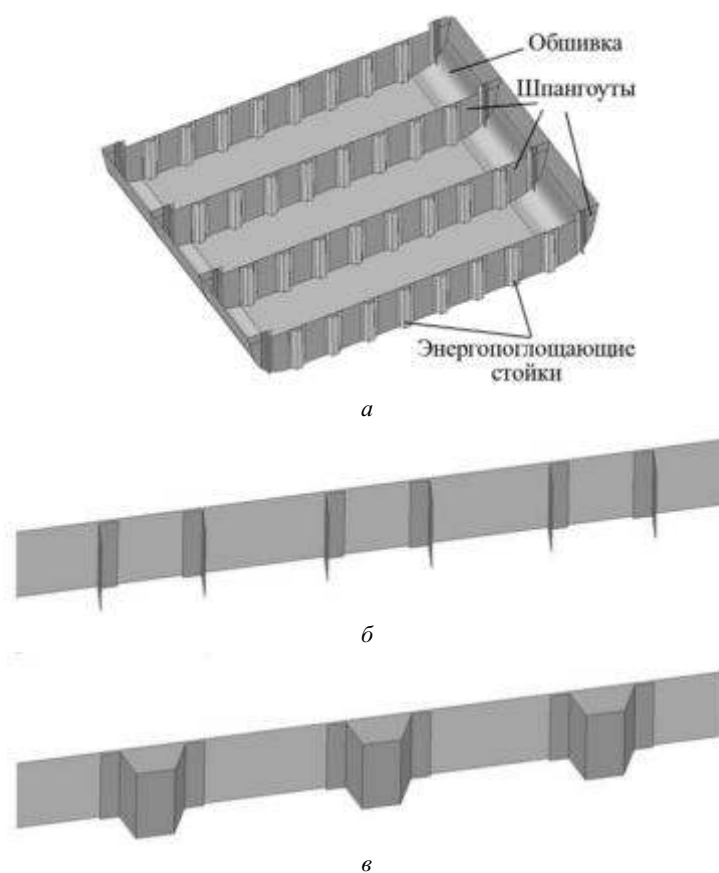 Обшивка
Шпангоуты
Энергопоглощающие
стойки
а
б
в